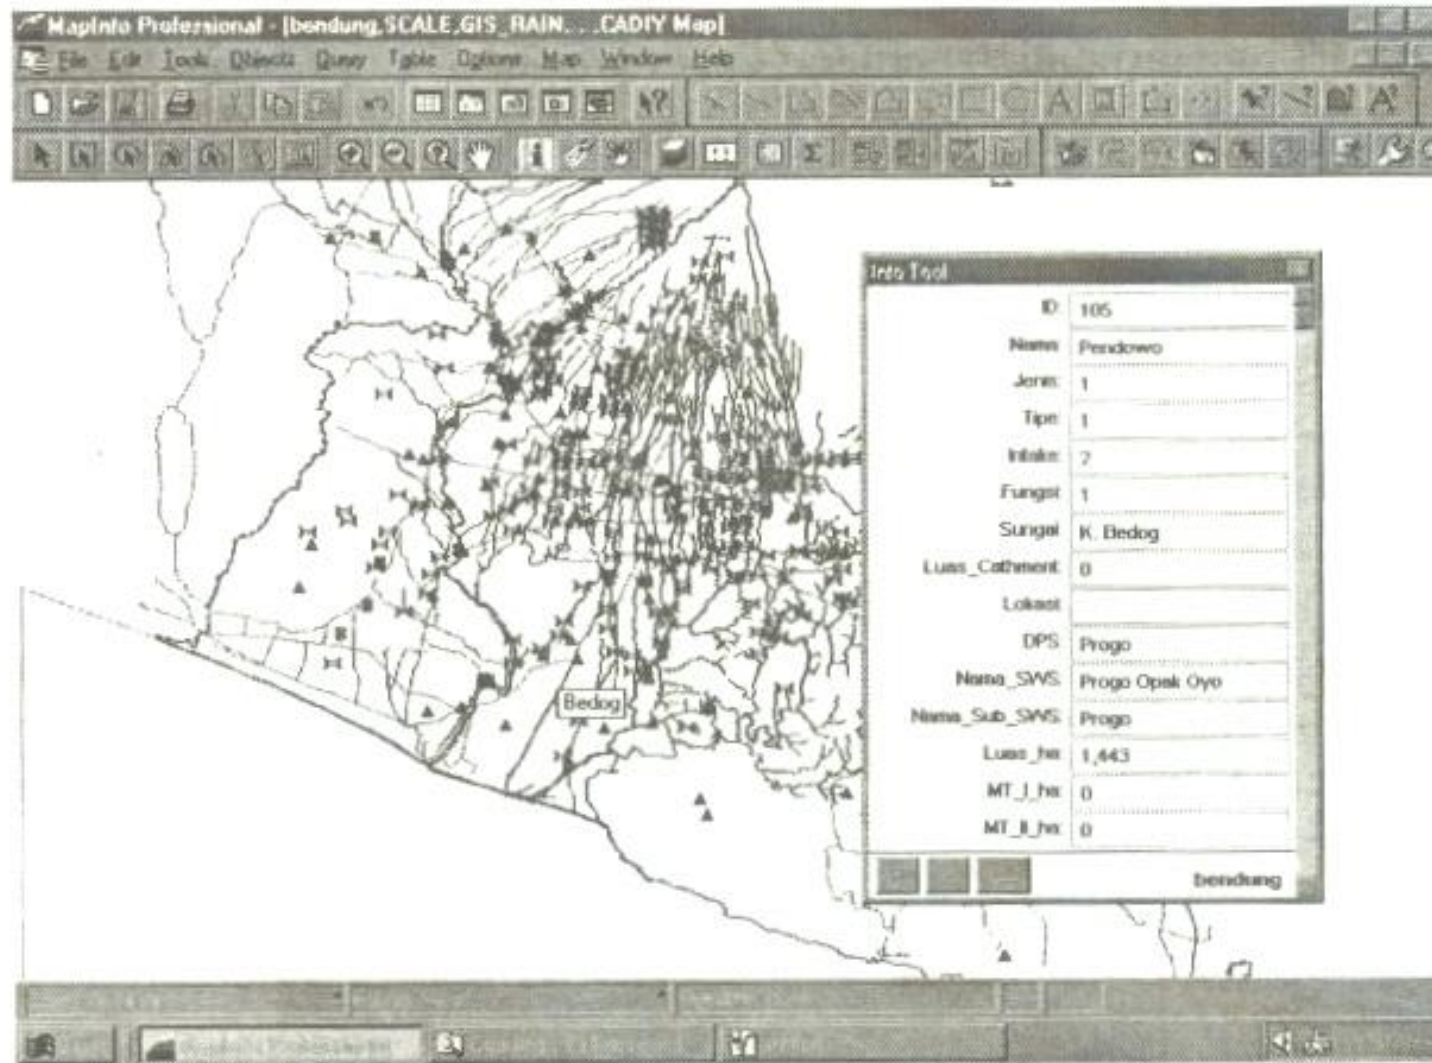 MapInfo Professional - [bendung,SCALE,GIS_RAIN. . .,CADIY Map]
File Edit Tools Objects Query Table Options Map Window Help
Bedog
Info Tool
ID: 105
Nama: Pendowo
Jenis: 1
Tipe: 1
Intake: 2
Fungsi: 1
Sungai: K. Bedog
Luas_Cathment: 0
Lokasi:
DPS: Progo
Nama_SWS: Progo Opak Oyo
Nama_Sub_SWS: Progo
Luas_ha: 1,443
MT_I_ha: 0
MT_II_ha: 0
bendung